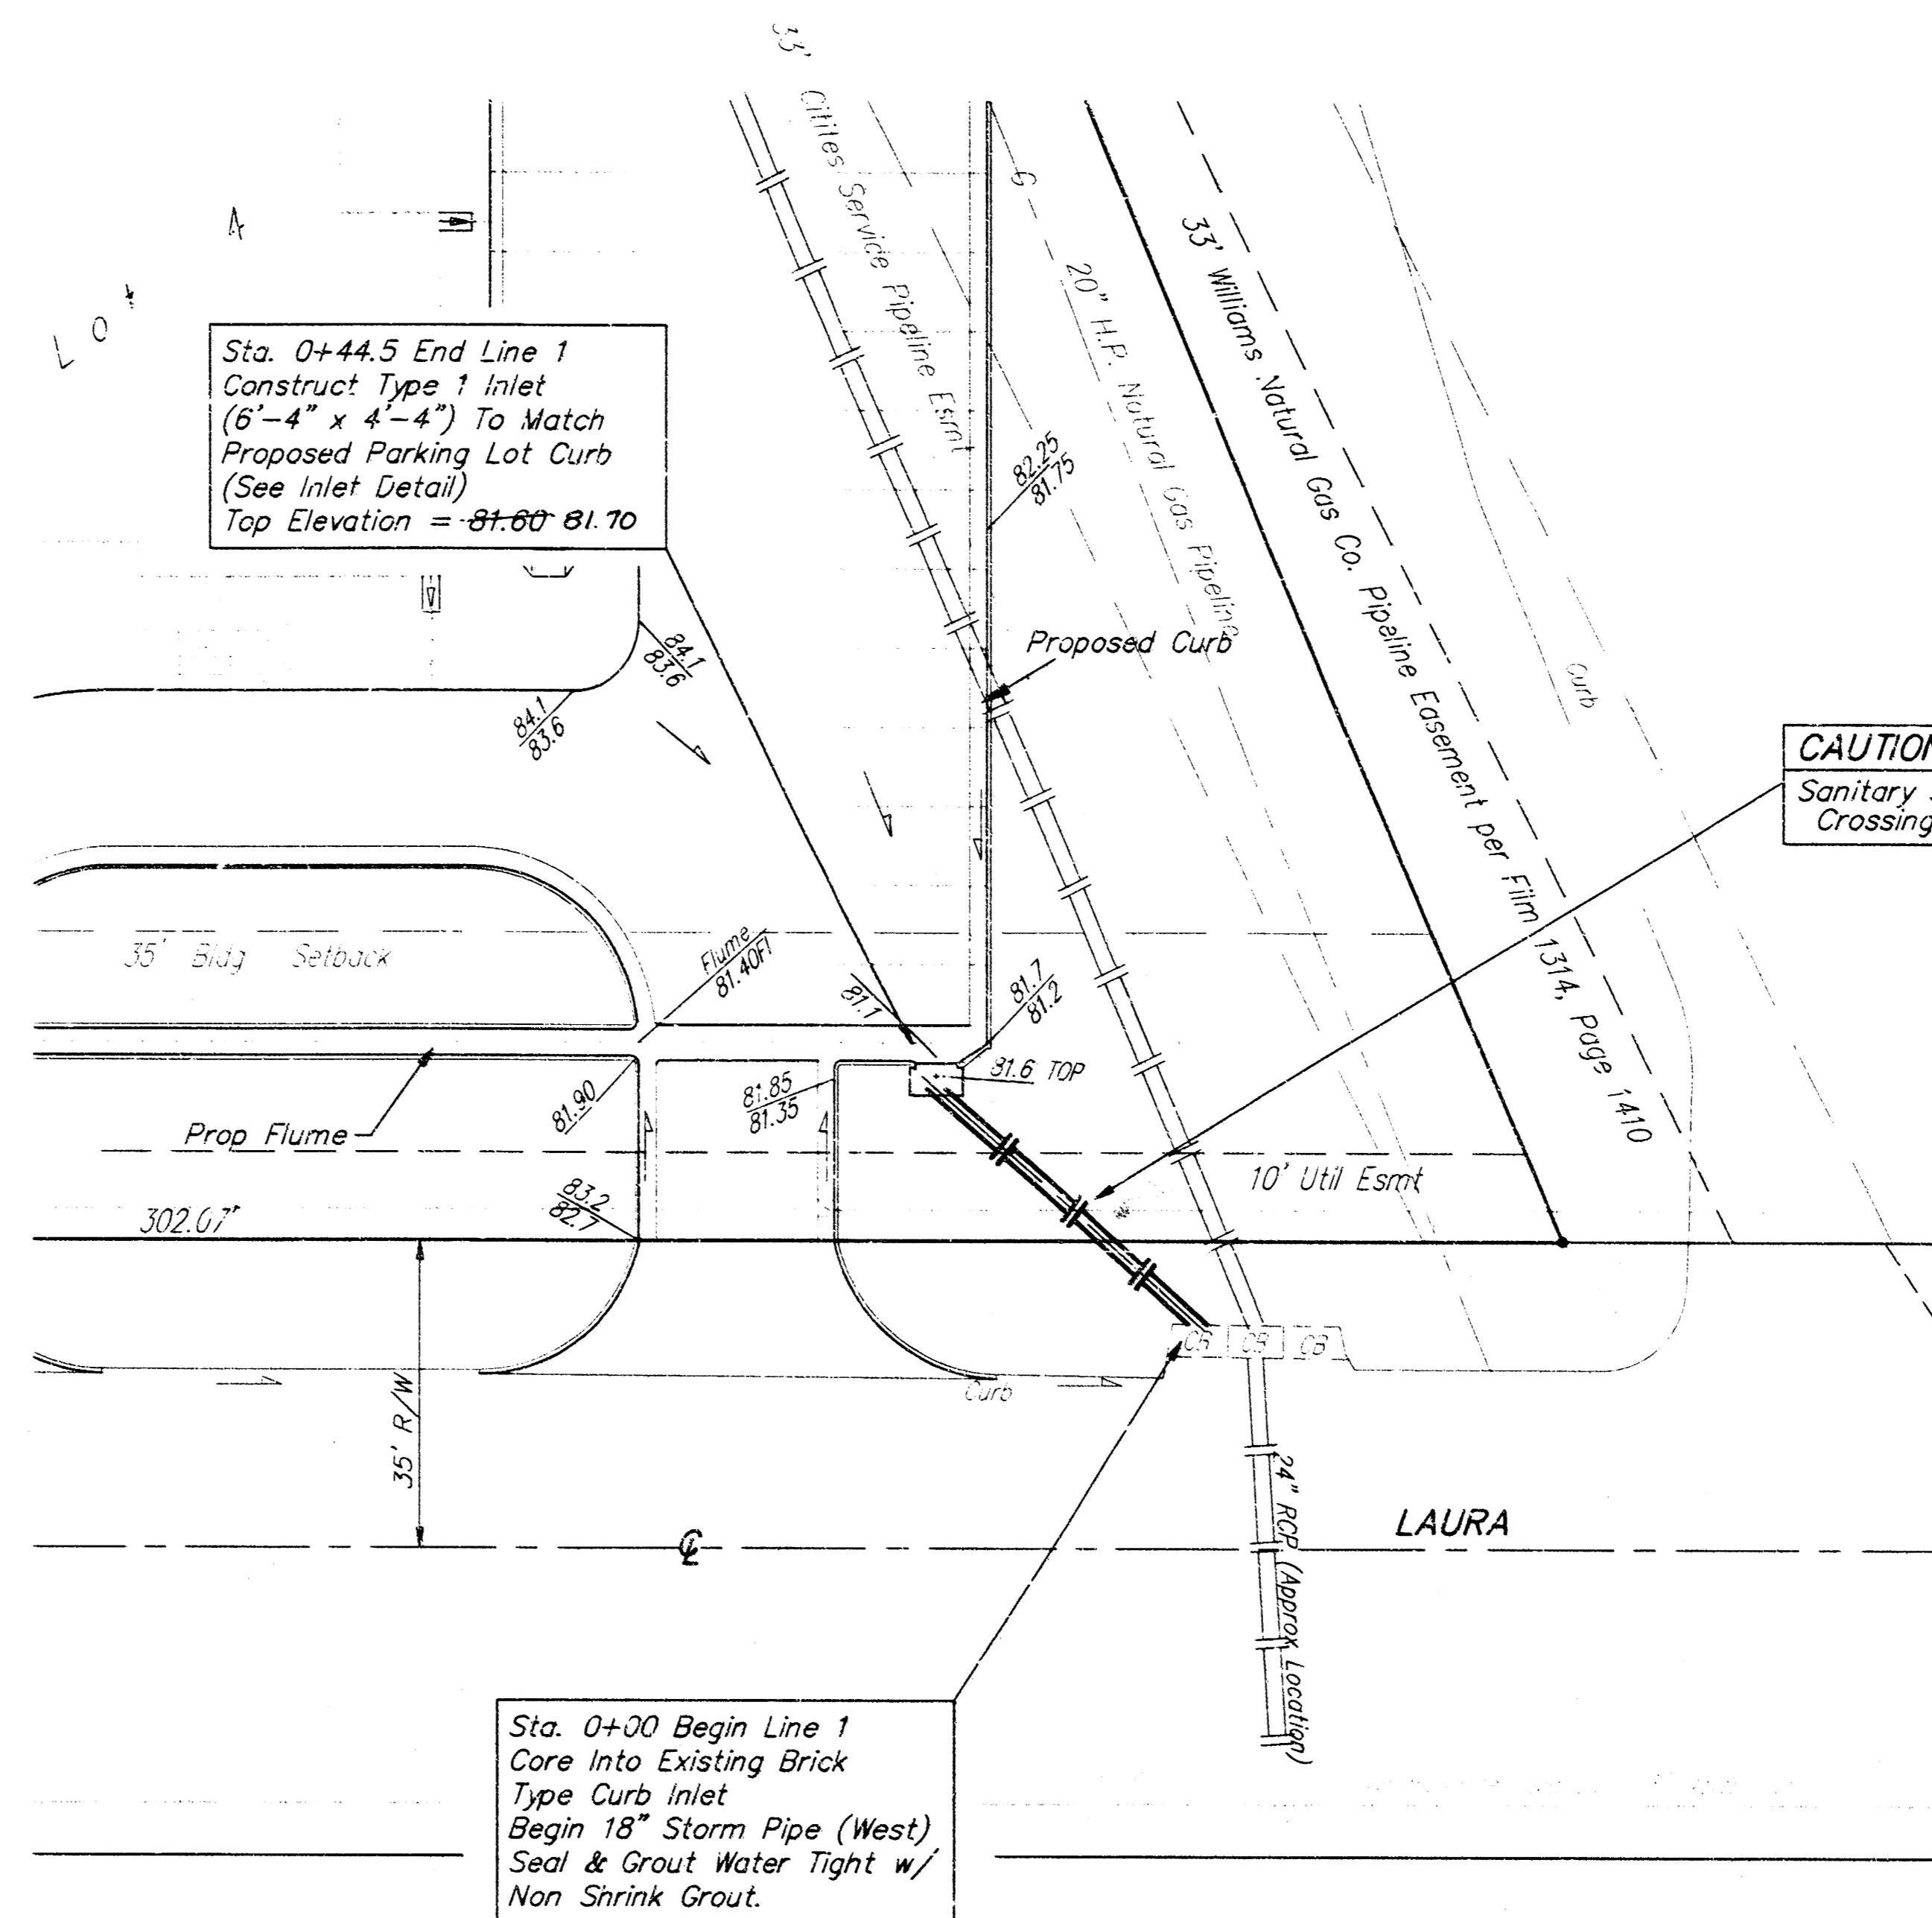 33' Citites Service Pipeline Esmt
G
20" H.P. Natural Gas Pipeline
33' Williams Natural Gas Co. Pipeline Easement per Film 1314, Page 1410
LOT A
Sta. 0+44.5 End Line 1
Construct Type 1 Inlet
(6'-4" x 4'-4") To Match
Proposed Parking Lot Curb
(See Inlet Detail)
Top Elevation = 81.60 81.70
82.25
81.75
84.1
83.6
84.1
83.6
Proposed Curb
Curb
CAUTION
Sanitary
Crossing
35' Bldg Setback
Flume
81.40Fl
81.1
81.7
81.2
81.6 TOP
81.85
81.35
81.90
Prop Flume
10' Util Esmt
83.2
82.7
302.07'
CB CB CB
Curb
35' R/W
24" RCP (Approx Location)
LAURA
℄
Sta. 0+00 Begin Line 1
Core Into Existing Brick
Type Curb Inlet
Begin 18" Storm Pipe (West)
Seal & Grout Water Tight w/
Non Shrink Grout.